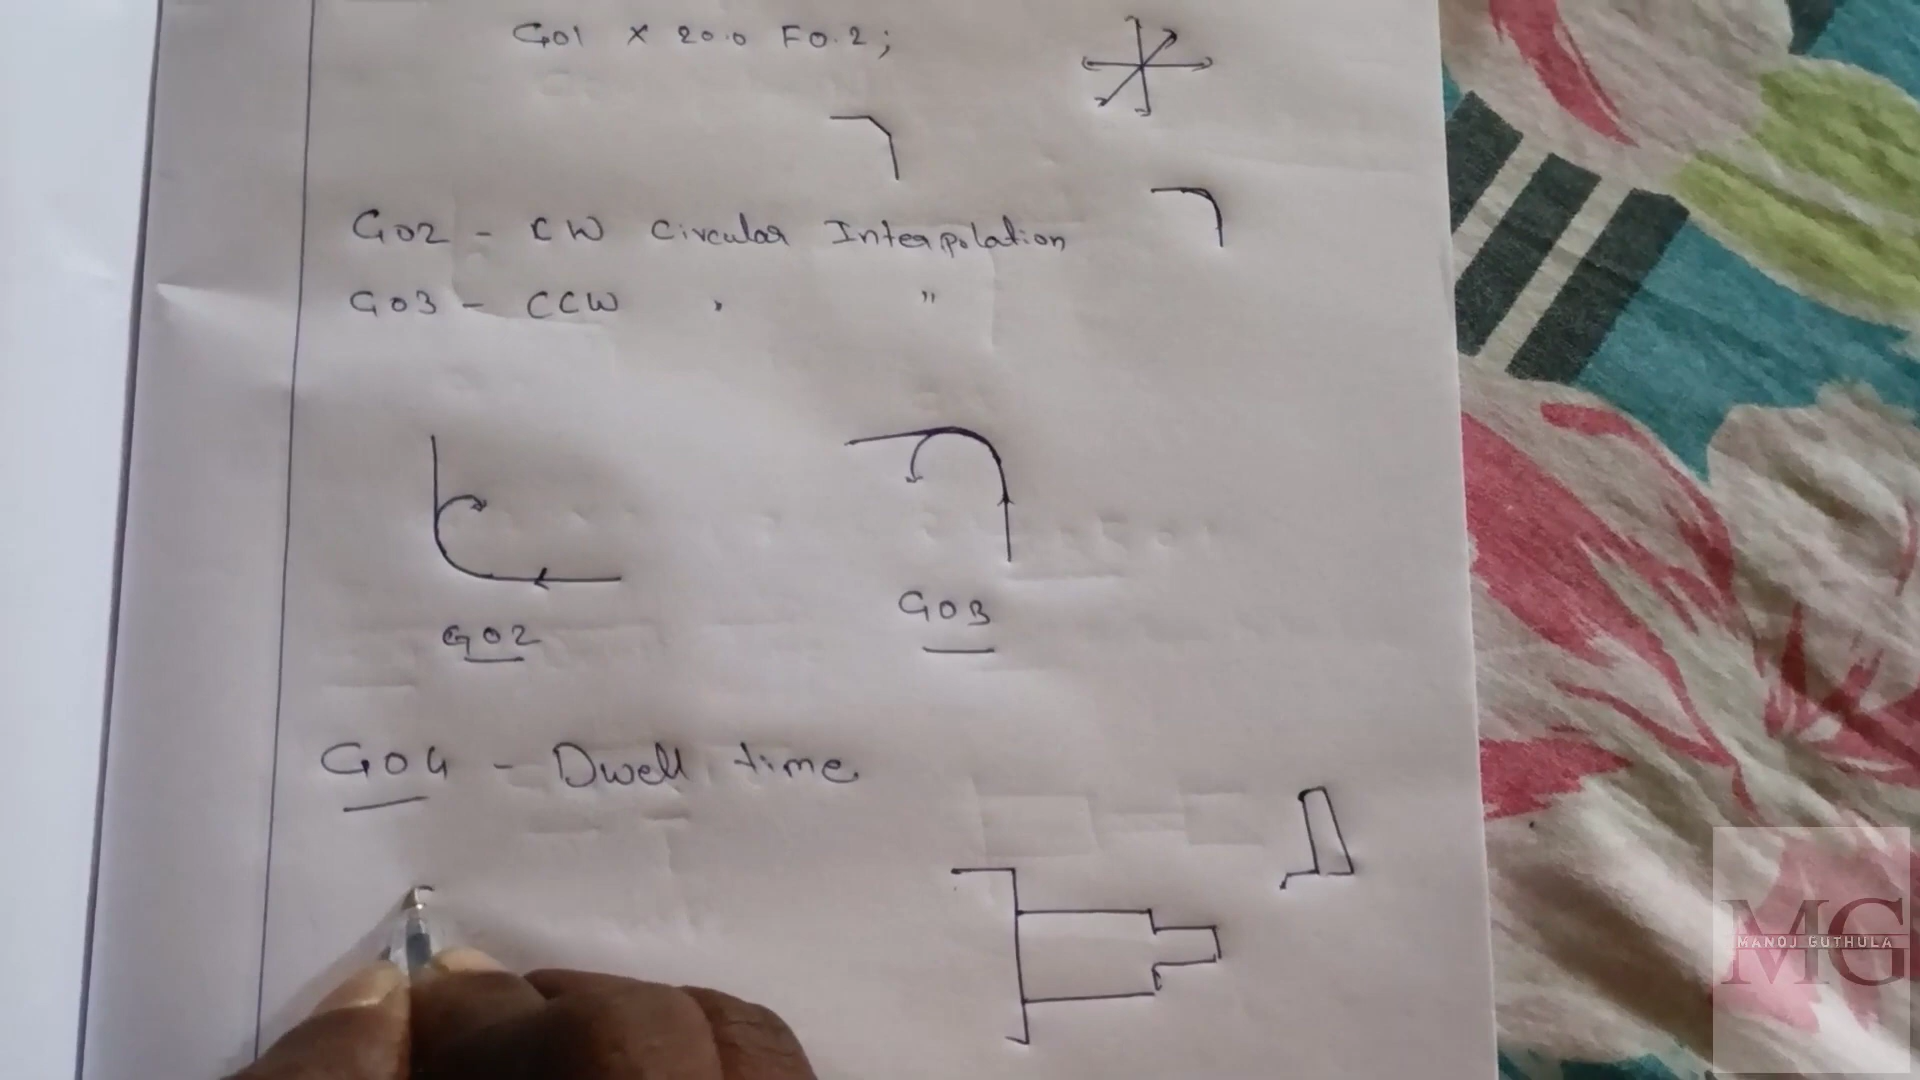 G01 X 20.0 F0.2;
G02 - CW Circular Interpolation
G03 - CCW " "
G02
G03
G04 - Dwell time
MG
MANOJ GUTHULA